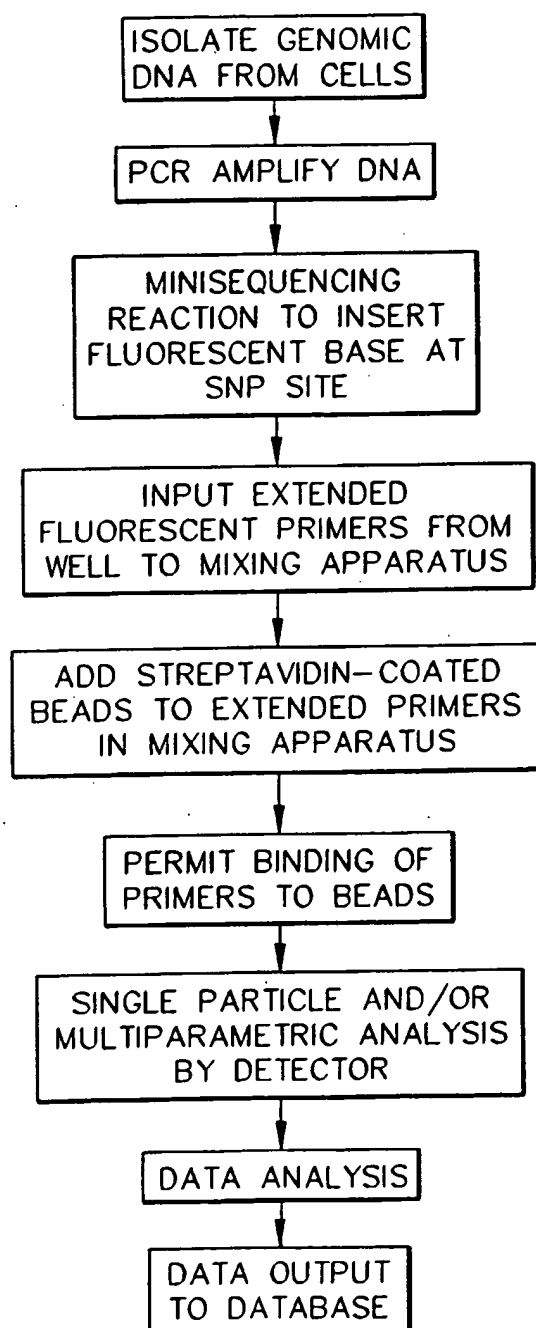 ISOLATE GENOMIC
DNA FROM CELLS
PCR AMPLIFY DNA
MINISEQUENCING
REACTION TO INSERT
FLUORESCENT BASE AT
SNP SITE
INPUT EXTENDED
FLUORESCENT PRIMERS FROM
WELL TO MIXING APPARATUS
ADD STREPTAVIDIN-COATED
BEADS TO EXTENDED PRIMERS
IN MIXING APPARATUS
PERMIT BINDING OF
PRIMERS TO BEADS
SINGLE PARTICLE AND/OR
MULTIPARAMETRIC ANALYSIS
BY DETECTOR
DATA ANALYSIS
DATA OUTPUT
TO DATABASE